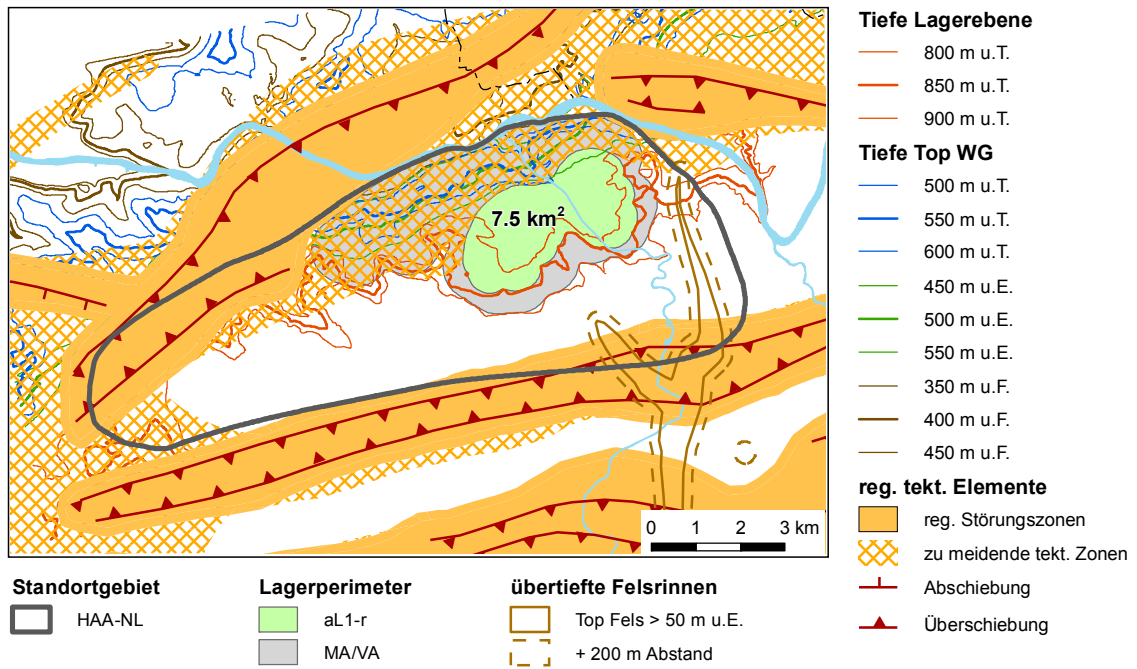 7.5 km²
0 1 2 3 km
Tiefe Lagerebene
800 m u.T.
850 m u.T.
900 m u.T.
Tiefe Top WG
500 m u.T.
550 m u.T.
600 m u.T.
450 m u.E.
500 m u.E.
550 m u.E.
350 m u.F.
400 m u.F.
450 m u.F.
reg. tekt. Elemente
reg. Störungszonen
zu meidende tekt. Zonen
Abschiebung
Überschiebung
Standortgebiet
HAA-NL
Lagerperimeter
aL1-r
MA/VA
übertiefte Felsrinnen
Top Fels > 50 m u.E.
+ 200 m Abstand